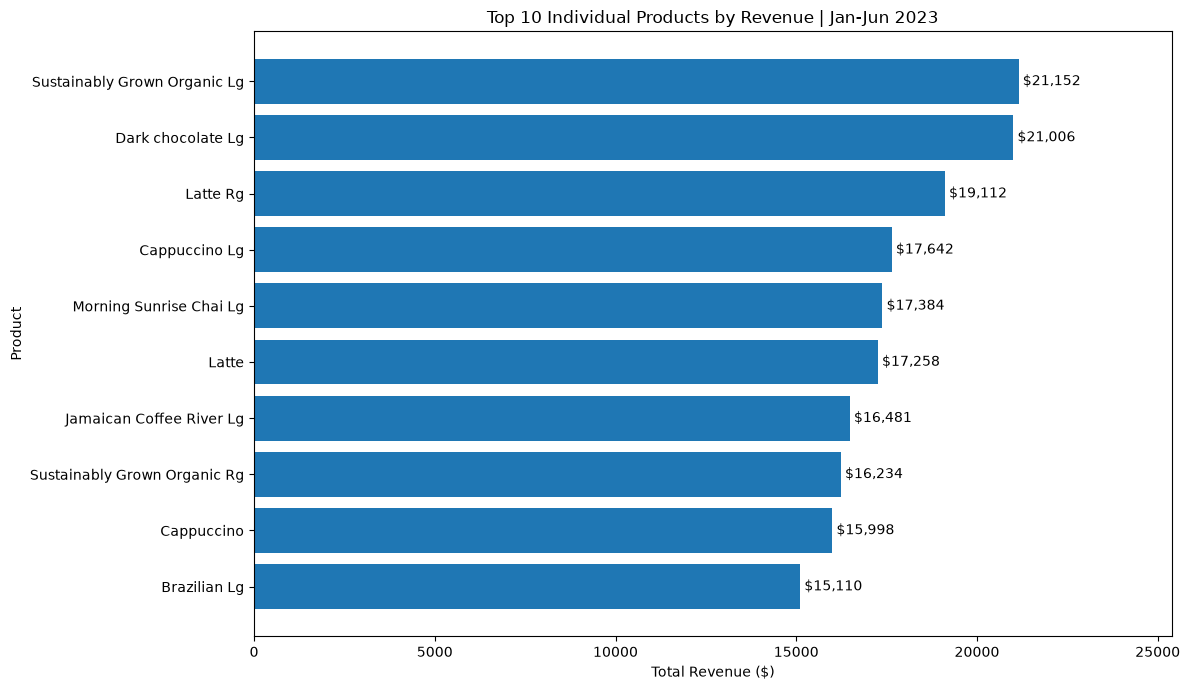 Top 10 Individual Products by Revenue | Jan-Jun 2023
Sustainably Grown Organic Lg
$21,152
Dark chocolate Lg
$21,006
Latte Rg
$19,112
Cappuccino Lg
$17,642
Morning Sunrise Chai Lg
$17,384
Latte
$17,258
Jamaican Coffee River Lg
$16,481
Sustainably Grown Organic Rg
$16,234
Cappuccino
$15,998
Brazilian Lg
$15,110
Product
0 5000 10000 15000 20000 25000
Total Revenue ($)